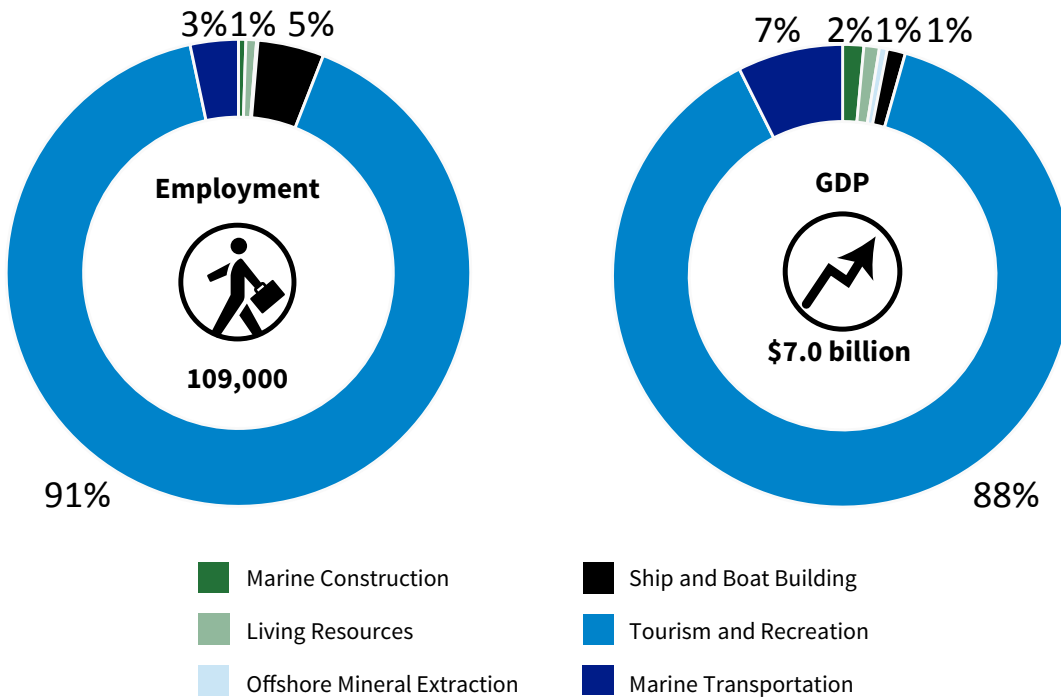 3% 1% 5%
7% 2% 1% 1%
Employment
109,000
GDP
$7.0 billion
91%
88%
Marine Construction
Living Resources
Offshore Mineral Extraction
Ship and Boat Building
Tourism and Recreation
Marine Transportation